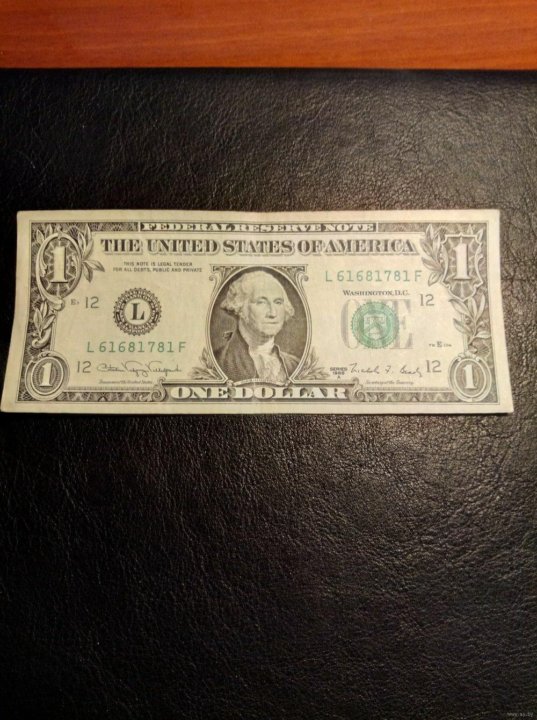 FEDERAL RESERVE NOTE
THE UNITED STATES OF AMERICA
1
1
THIS NOTE IS LEGAL TENDER
FOR ALL DEBTS, PUBLIC AND PRIVATE
L 61681781 F
WASHINGTON, D.C.
12
L
12
L 61681781 F
12
SERIES
12
1
ONE DOLLAR
1